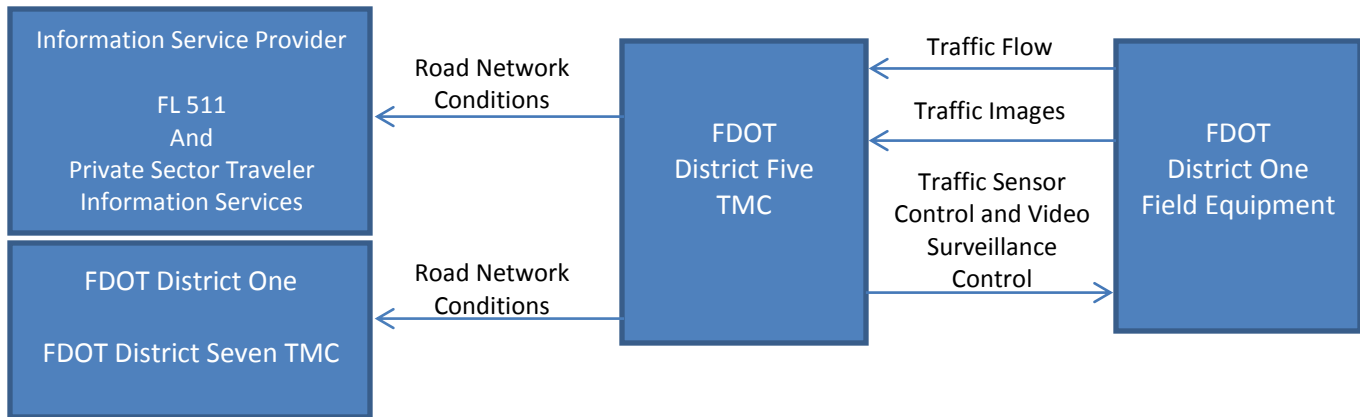 Information Service Provider
FL 511
And
Private Sector Traveler
Information Services
FDOT District One
FDOT District Seven TMC
Road Network
Conditions
Road Network
Conditions
FDOT
District Five
TMC
Traffic Flow
Traffic Images
Traffic Sensor
Control and Video
Surveillance
Control
FDOT
District One
Field Equipment